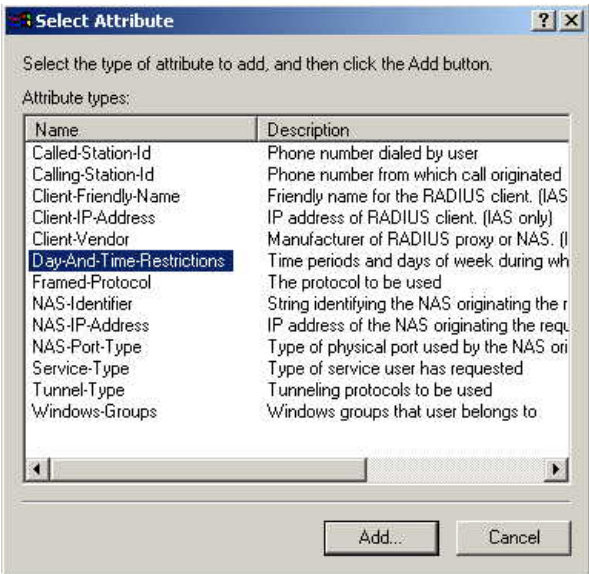 Select Attribute
Select the type of attribute to add, and then click the Add button.
Attribute types:
Name Description
Called-Station-Id Phone number dialed by user
Calling-Station-Id Phone number from which call originated
Client-Friendly-Name Friendly name for the RADIUS client. (IAS
Client-IP-Address IP address of RADIUS client. (IAS only)
Client-Vendor Manufacturer of RADIUS proxy or NAS. (I
Day-And-Time-Restrictions Time periods and days of week during wh
Framed-Protocol The protocol to be used
NAS-Identifier String identifying the NAS originating the r
NAS-IP-Address IP address of the NAS originating the requ
NAS-Port-Type Type of physical port used by the NAS ori
Service-Type Type of service user has requested
Tunnel-Type Tunneling protocols to be used
Windows-Groups Windows groups that user belongs to
Add... Cancel